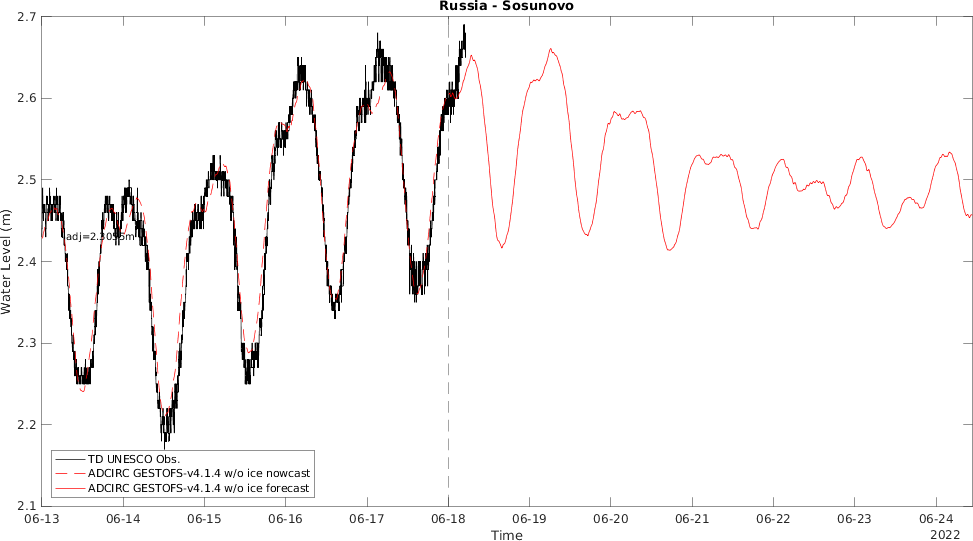 Russia - Sosunovo
2.7
2.6
2.5
2.4
2.3
2.2
2.1
Water Level (m)
TD UNESCO Obs.
ADCIRC GESTOFS-v4.1.4 w/o ice nowcast
ADCIRC GESTOFS-v4.1.4 w/o ice forecast
06-13 06-14 06-15 06-16 06-17 06-18 06-19 06-20 06-21 06-22 06-23 06-24
Time
2022